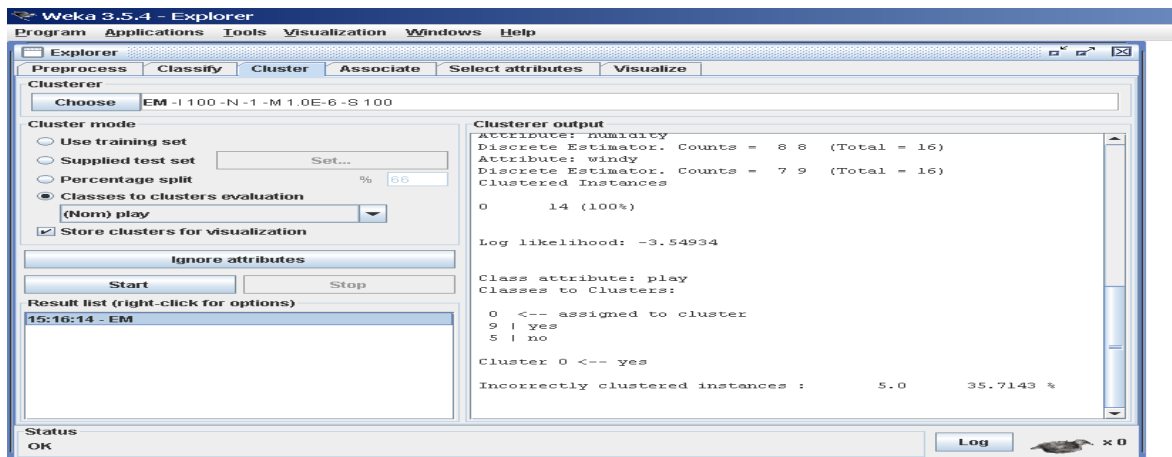 Weka 3.5.4 - Explorer
Program Applications Tools Visualization Windows Help
Explorer
Preprocess Classify Cluster Associate Select attributes Visualize
Clusterer
Choose EM -I 100 -N -1 -M 1.0E-6 -S 100
Cluster mode
Use training set
Supplied test set Set...
Percentage split % 66
Classes to clusters evaluation
(Nom) play
Store clusters for visualization
Ignore attributes
Start Stop
Result list (right-click for options)
15:16:14 - EM
Clusterer output
Attribute: humidity
Discrete Estimator. Counts = 8 8 (Total = 16)
Attribute: windy
Discrete Estimator. Counts = 7 9 (Total = 16)
Clustered Instances
0 14 (100%)
Log likelihood: -3.54934
Class attribute: play
Classes to Clusters:
0 <-- assigned to cluster
9 | yes
5 | no
Cluster 0 <-- yes
Incorrectly clustered instances : 5.0 35.7143 %
Status
OK
Log x 0